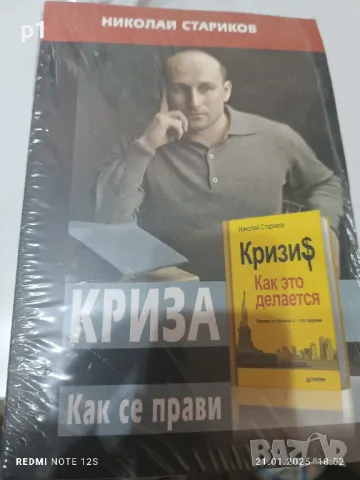 p1
НИКОЛАЙ СТАРИКОВ
Николай Стариков
Кризи$
Как это
делается
КРИЗА
Как се прави
REDMI NOTE 12S
21.01.2025 18:52
BAZAR